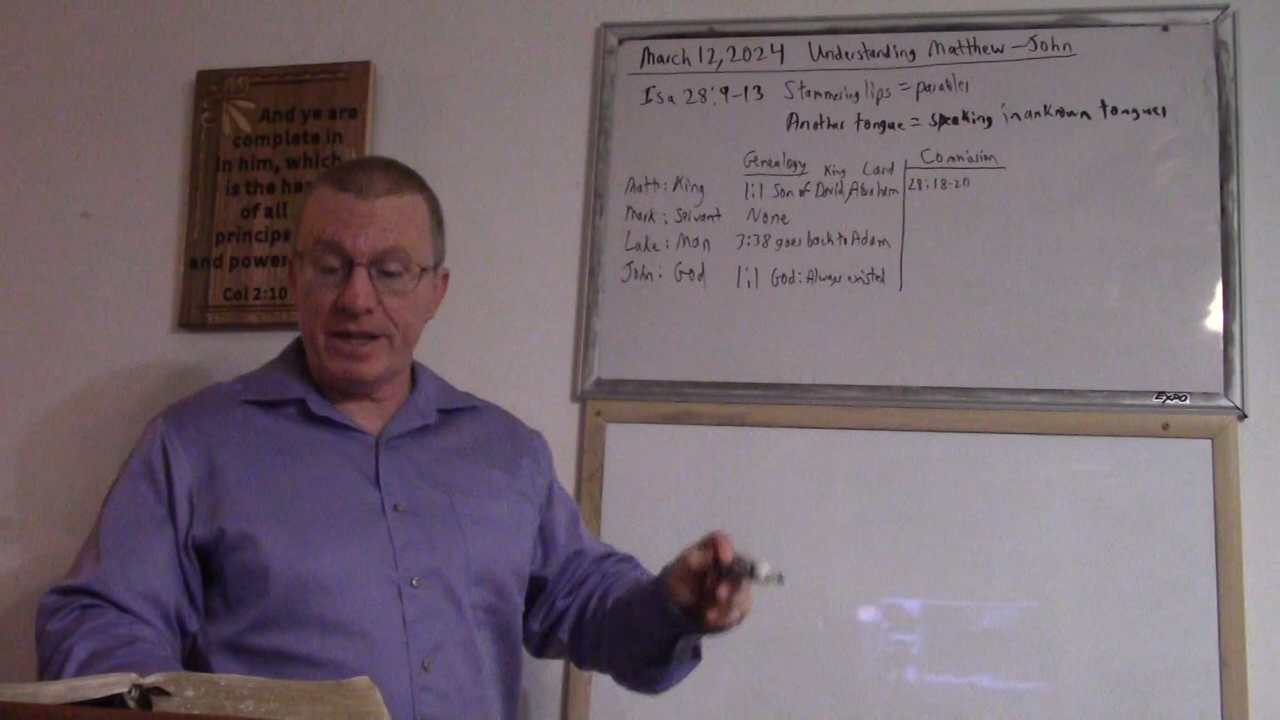 And ye are
complete in
in him, which
is the he
of all
principa
and power
Col 2:10
March 12, 2024 Understanding Matthew-John
Isa 28:9-13 Stammering lips = parables
Another tongue = speaking in unknown tongues
Genealogy King Land Commission
Matt: King 1:1 Son of David, Abraham 28:18-20
Mark: Servant None
Luke: Man 3:38 goes back to Adam
John: God 1:1 God: Always existed
EXPO